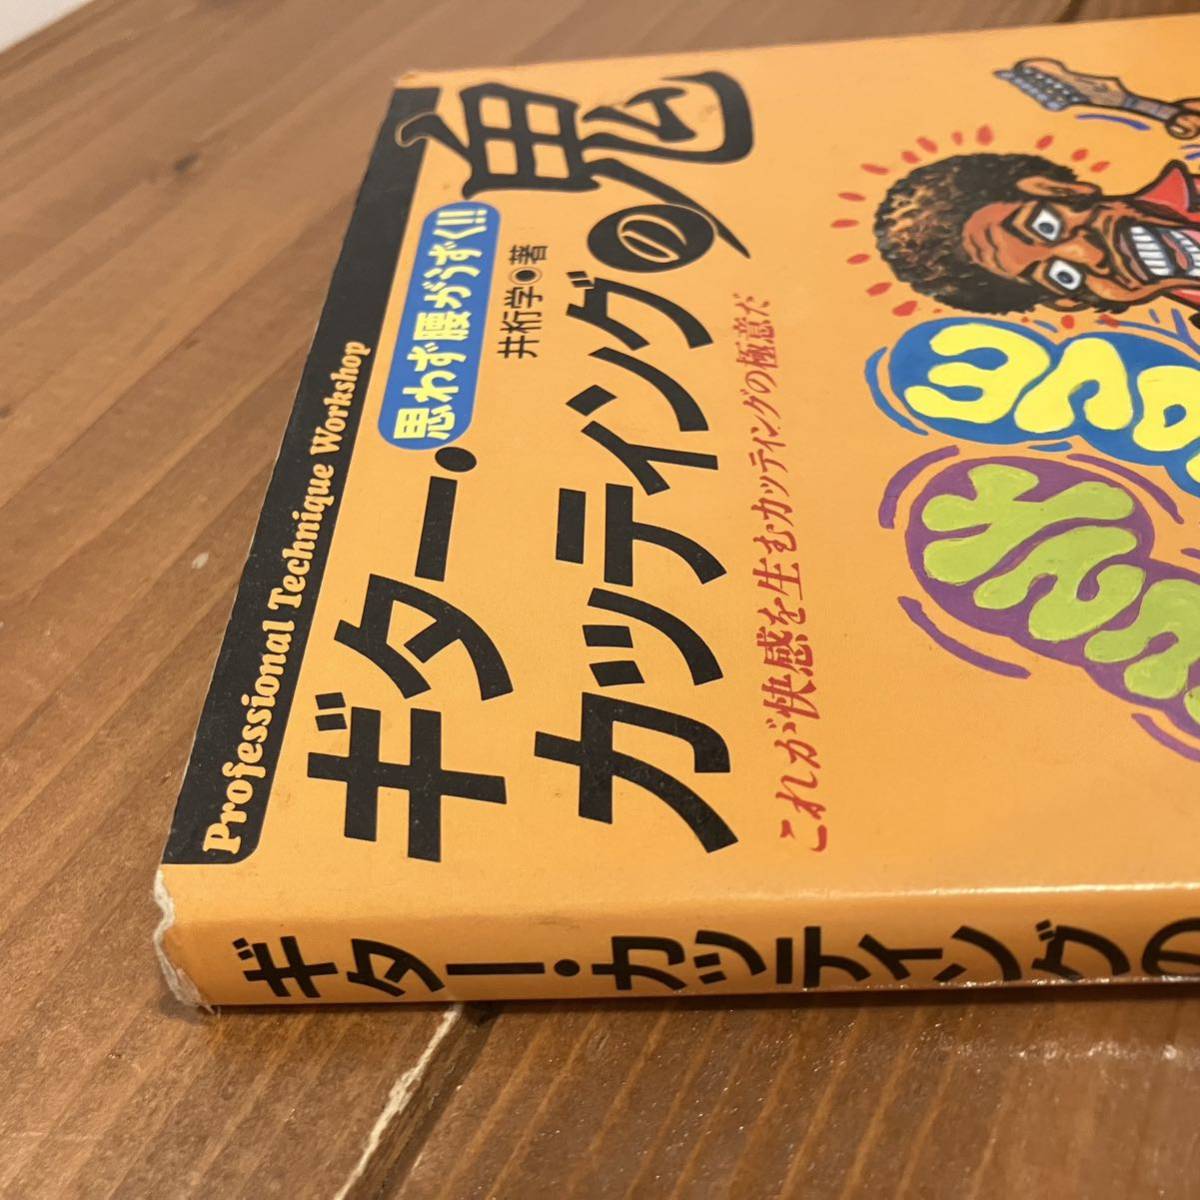 Professional Technique Workshop
思わず腰がうずく!!
ギター・
カッティングの鬼
井桁学●著
これが快感を生むカッティングの極意だ
ギター・カッティングの